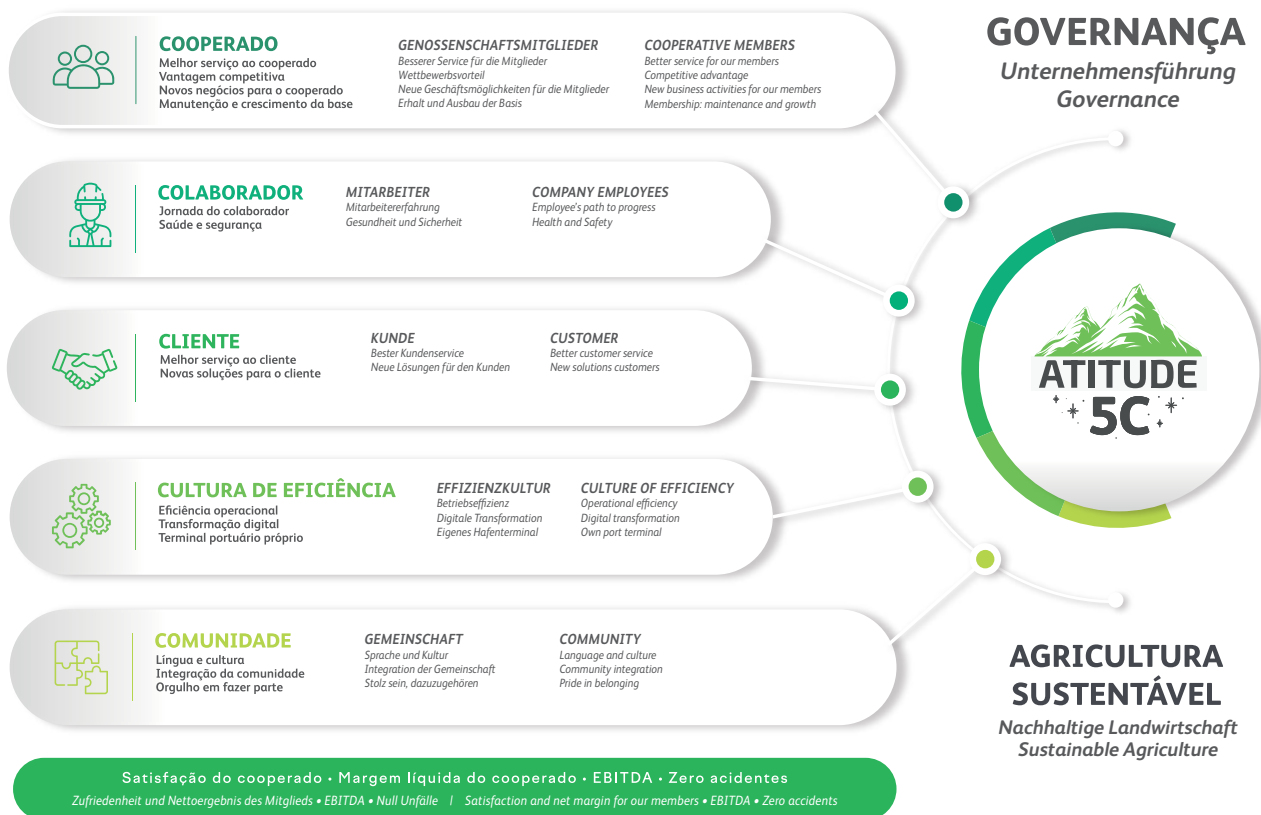 COOPERADO
Melhor serviço ao cooperado
Vantagem competitiva
Novos negócios para o cooperado
Manutenção e crescimento da base
GENOSSENSCHAFTSMITGLIEDER
Besserer Service für die Mitglieder
Wettbewerbsvorteil
Neue Geschäftsmöglichkeiten für die Mitglieder
Erhalt und Ausbau der Basis
COOPERATIVE MEMBERS
Better service for our members
Competitive advantage
New business activities for our members
Membership: maintenance and growth
COLABORADOR
Jornada do colaborador
Saúde e segurança
MITARBEITER
Mitarbeitererfahrung
Gesundheit und Sicherheit
COMPANY EMPLOYEES
Employee's path to progress
Health and Safety
CLIENTE
Melhor serviço ao cliente
Novas soluções para o cliente
KUNDE
Bester Kundenservice
Neue Lösungen für den Kunden
CUSTOMER
Better customer service
New solutions customers
CULTURA DE EFICIÊNCIA
Eficiência operacional
Transformação digital
Terminal portuário próprio
EFFIZIENZKULTUR
Betriebseffizienz
Digitale Transformation
Eigenes Hafenterminal
CULTURE OF EFFICIENCY
Operational efficiency
Digital transformation
Own port terminal
COMUNIDADE
Língua e cultura
Integração da comunidade
Orgulho em fazer parte
GEMEINSCHAFT
Sprache und Kultur
Integration der Gemeinschaft
Stolz sein, dazuzugehören
COMMUNITY
Language and culture
Community integration
Pride in belonging
Satisfação do cooperado • Margem líquida do cooperado • EBITDA • Zero acidentes
Zufriedenheit und Nettoergebnis des Mitglieds • EBITDA • Null Unfälle | Satisfaction and net margin for our members • EBITDA • Zero accidents
GOVERNANÇA
Unternehmensführung
Governance
ATITUDE
5C
AGRICULTURA
SUSTENTÁVEL
Nachhaltige Landwirtschaft
Sustainable Agriculture